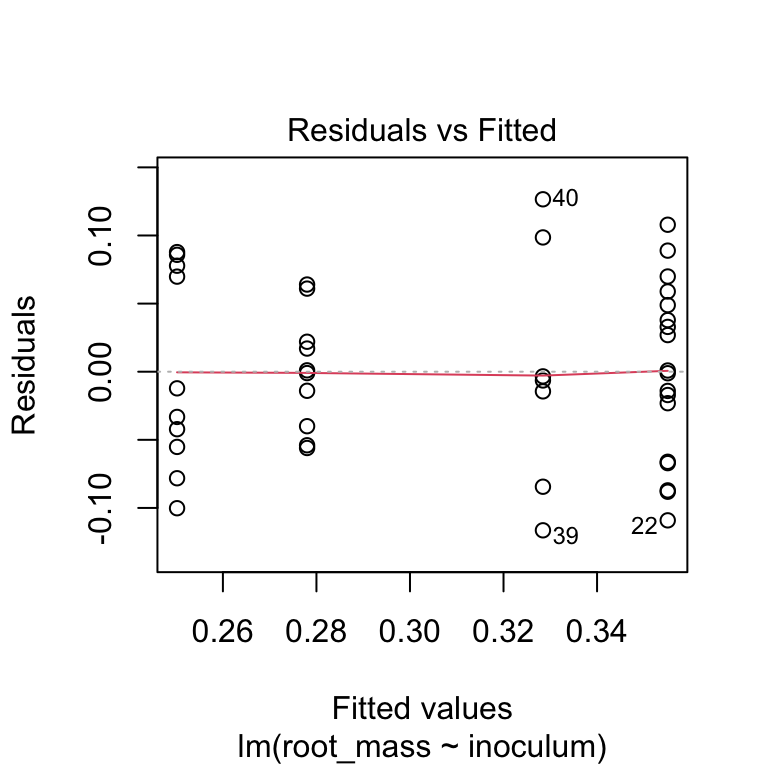 Residuals vs Fitted
Residuals
0.10
0.00
-0.10
40
39
22
0.26 0.28 0.30 0.32 0.34
Fitted values
lm(root_mass ~ inoculum)